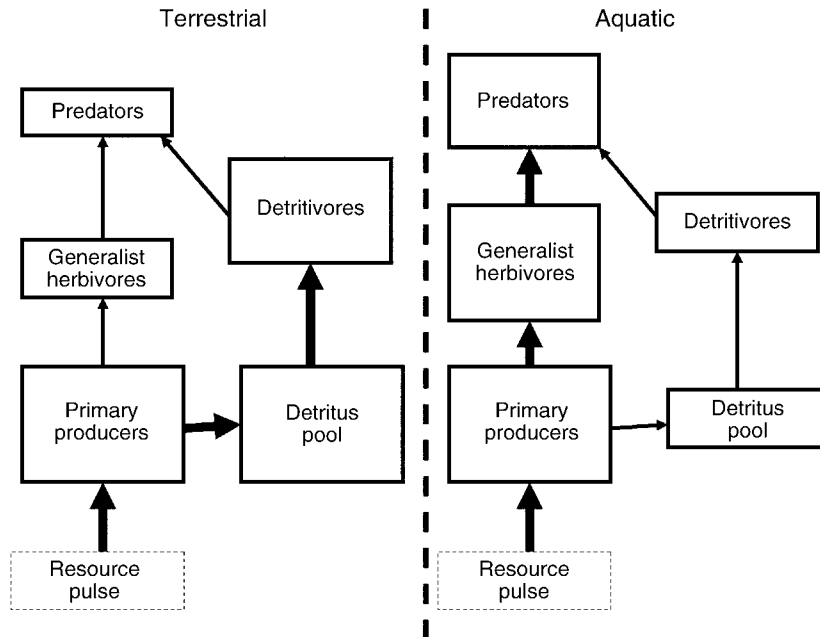 Terrestrial
Predators
Detritivores
Generalist
herbivores
Primary
producers
Detritus
pool
Resource
pulse
Aquatic
Predators
Generalist
herbivores
Detritivores
Primary
producers
Detritus
pool
Resource
pulse